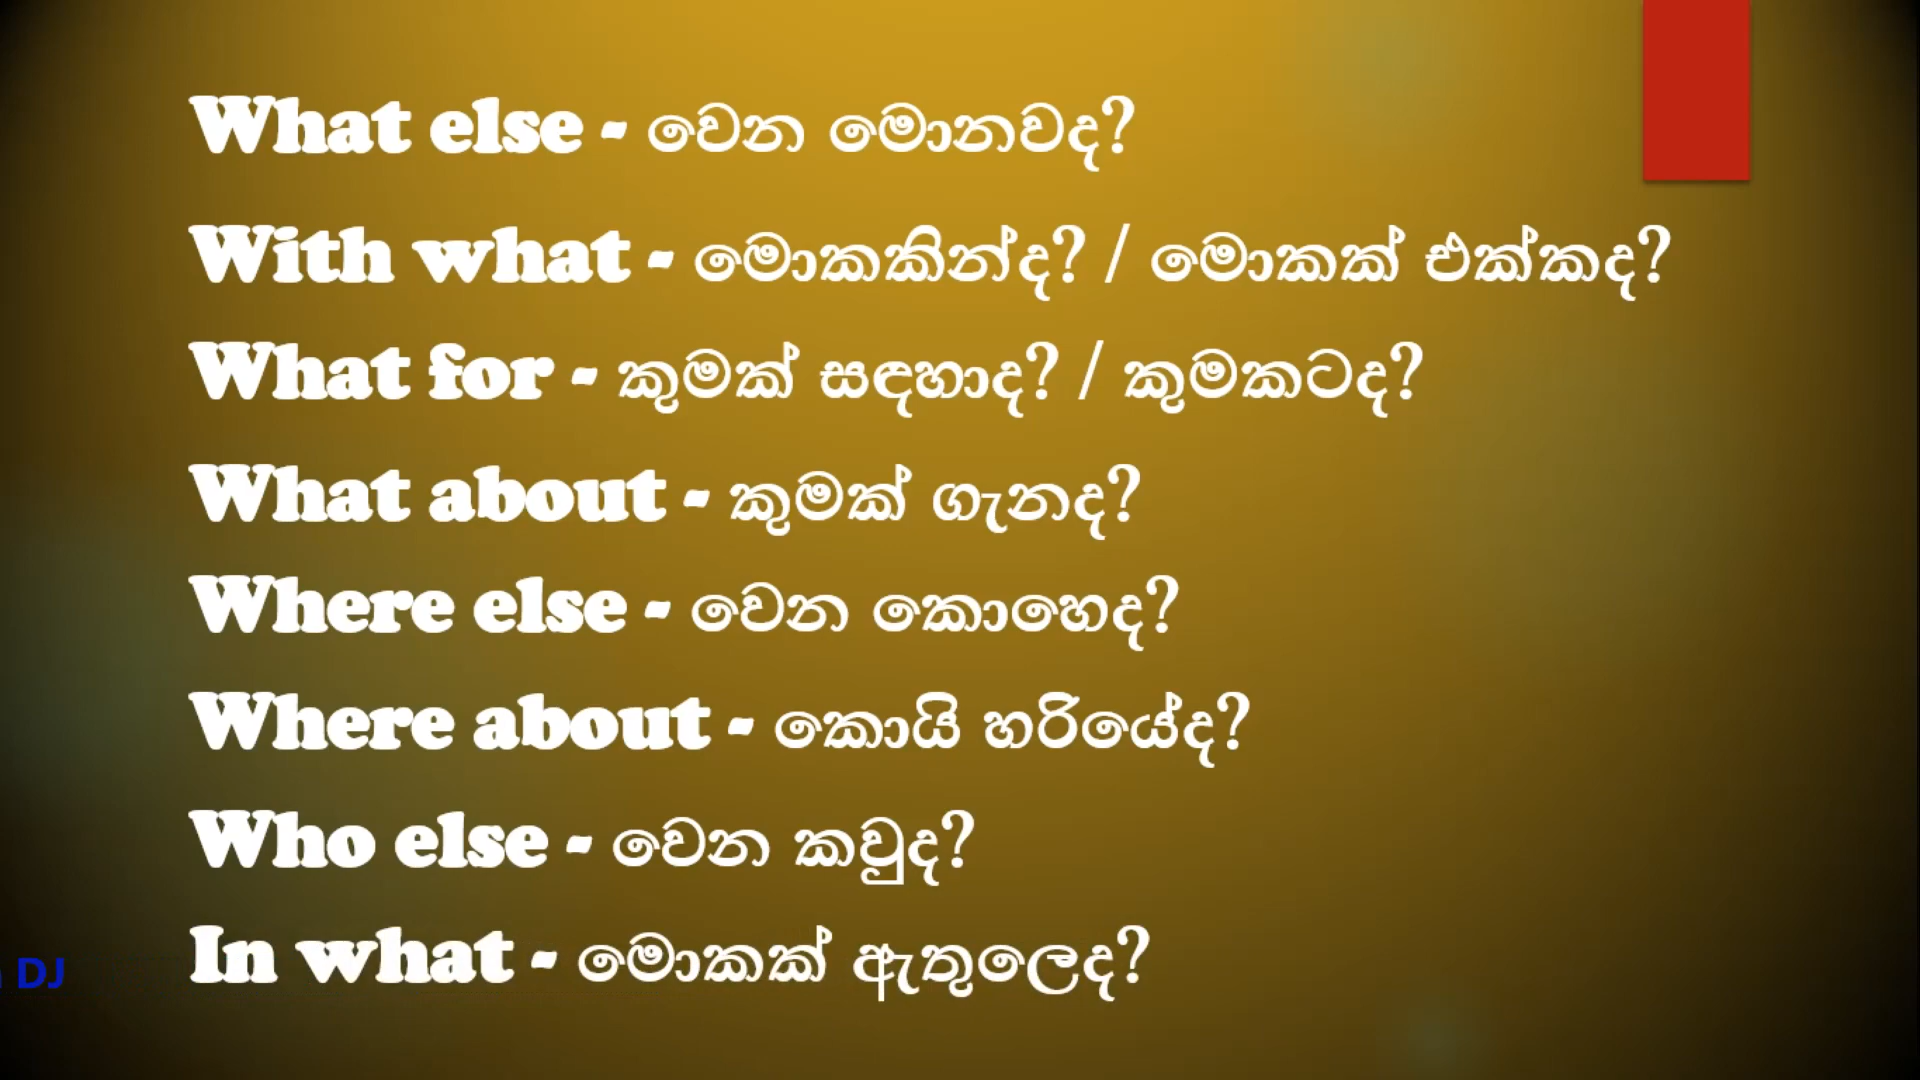 What else - වෙන මොනවද?
With what - මොකකින්ද? / මොකක් එක්කද?
What for - කුමක් සඳහාද? / කුමකටද?
What about - කුමක් ගැනද?
Where else - වෙන කොහෙද?
Where about - කොයි හරියේද?
Who else - වෙන කවුද?
In what - මොකක් ඇතුලෙද?
DJ